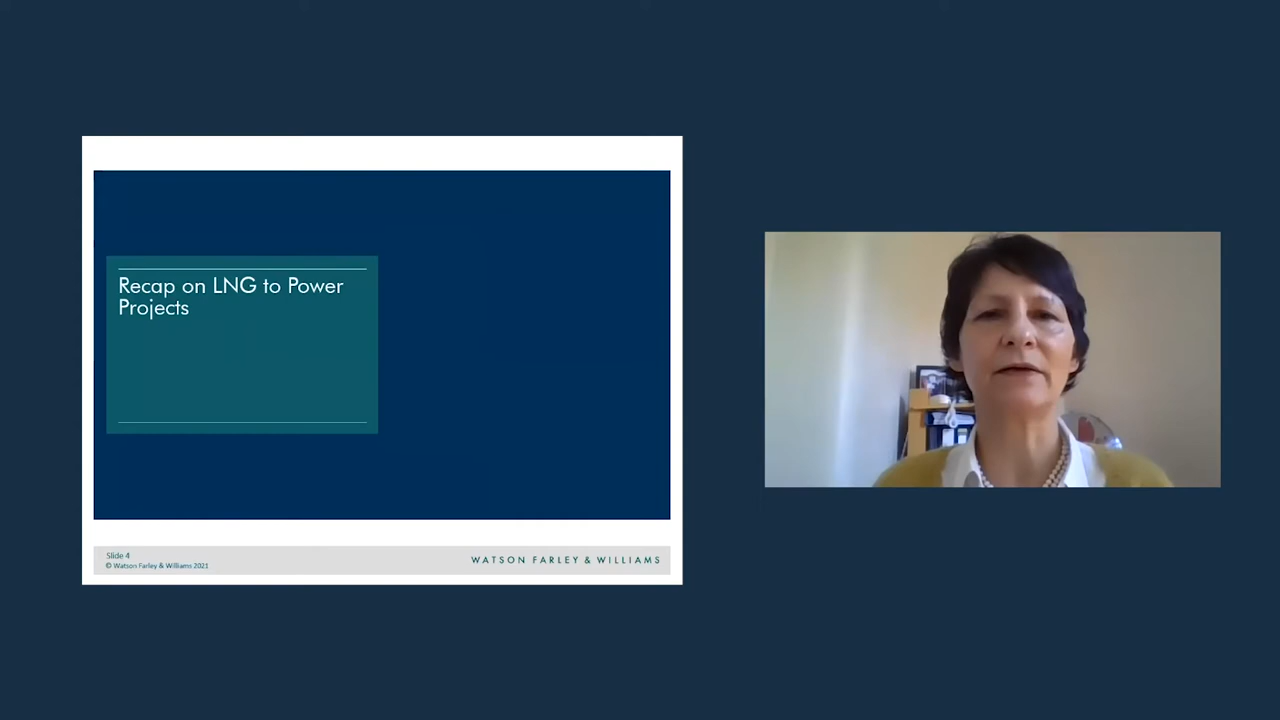 Recap on LNG to Power
Projects
Slide 4
© Watson Farley & Williams 2021
WATSON FARLEY & WILLIAMS